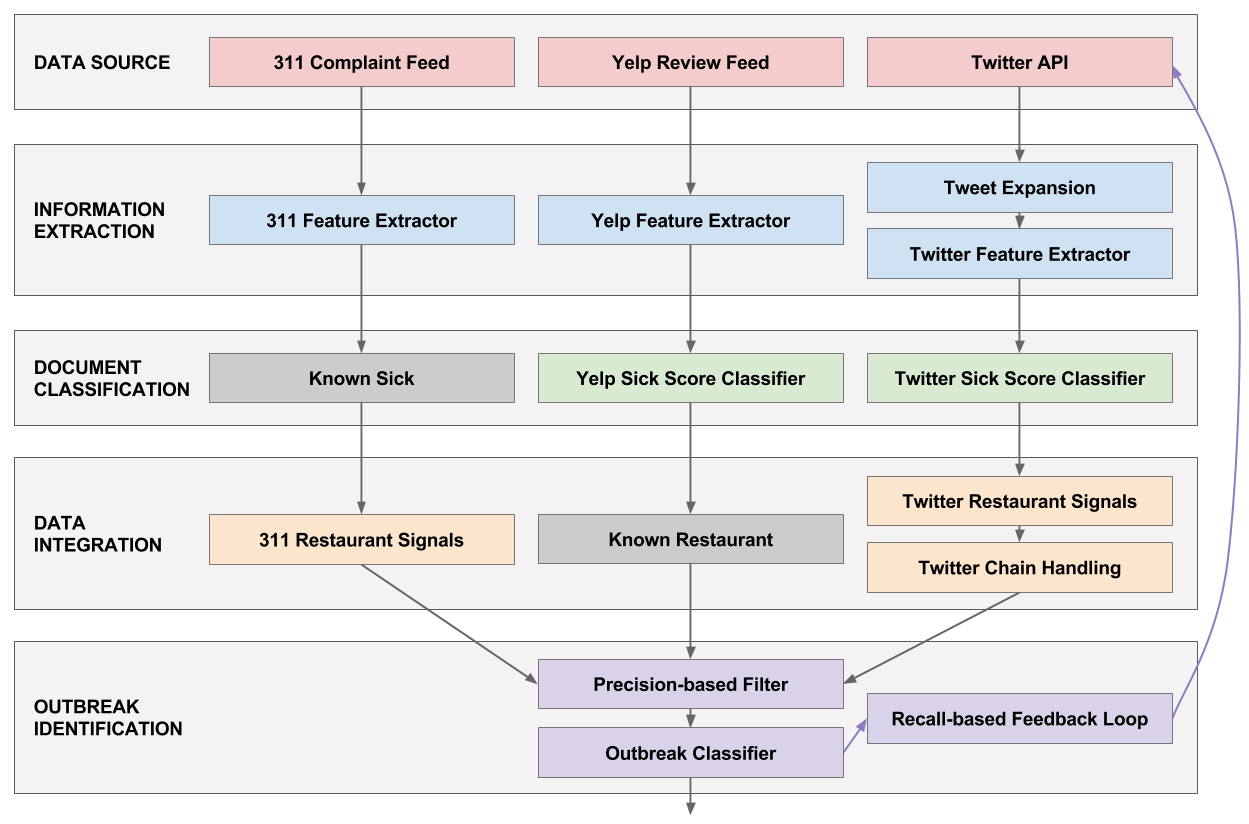 DATA SOURCE
311 Complaint Feed
Yelp Review Feed
Twitter API
INFORMATION
EXTRACTION
311 Feature Extractor
Yelp Feature Extractor
Tweet Expansion
Twitter Feature Extractor
DOCUMENT
CLASSIFICATION
Known Sick
Yelp Sick Score Classifier
Twitter Sick Score Classifier
DATA
INTEGRATION
311 Restaurant Signals
Known Restaurant
Twitter Restaurant Signals
Twitter Chain Handling
OUTBREAK
IDENTIFICATION
Precision-based Filter
Outbreak Classifier
Recall-based Feedback Loop